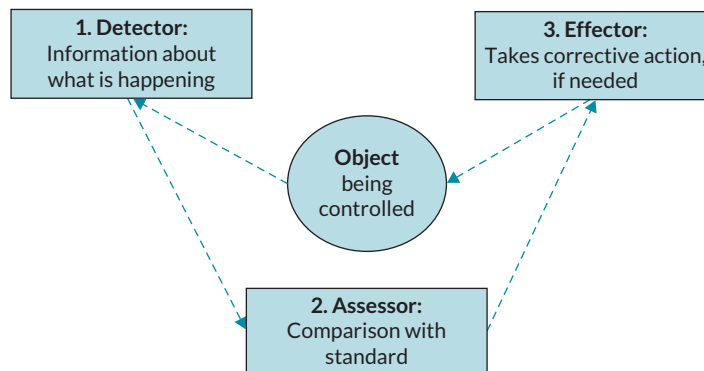 1. Detector:
Information about
what is happening
3. Effector:
Takes corrective action,
if needed
Object
being
controlled
2. Assessor:
Comparison with
standard